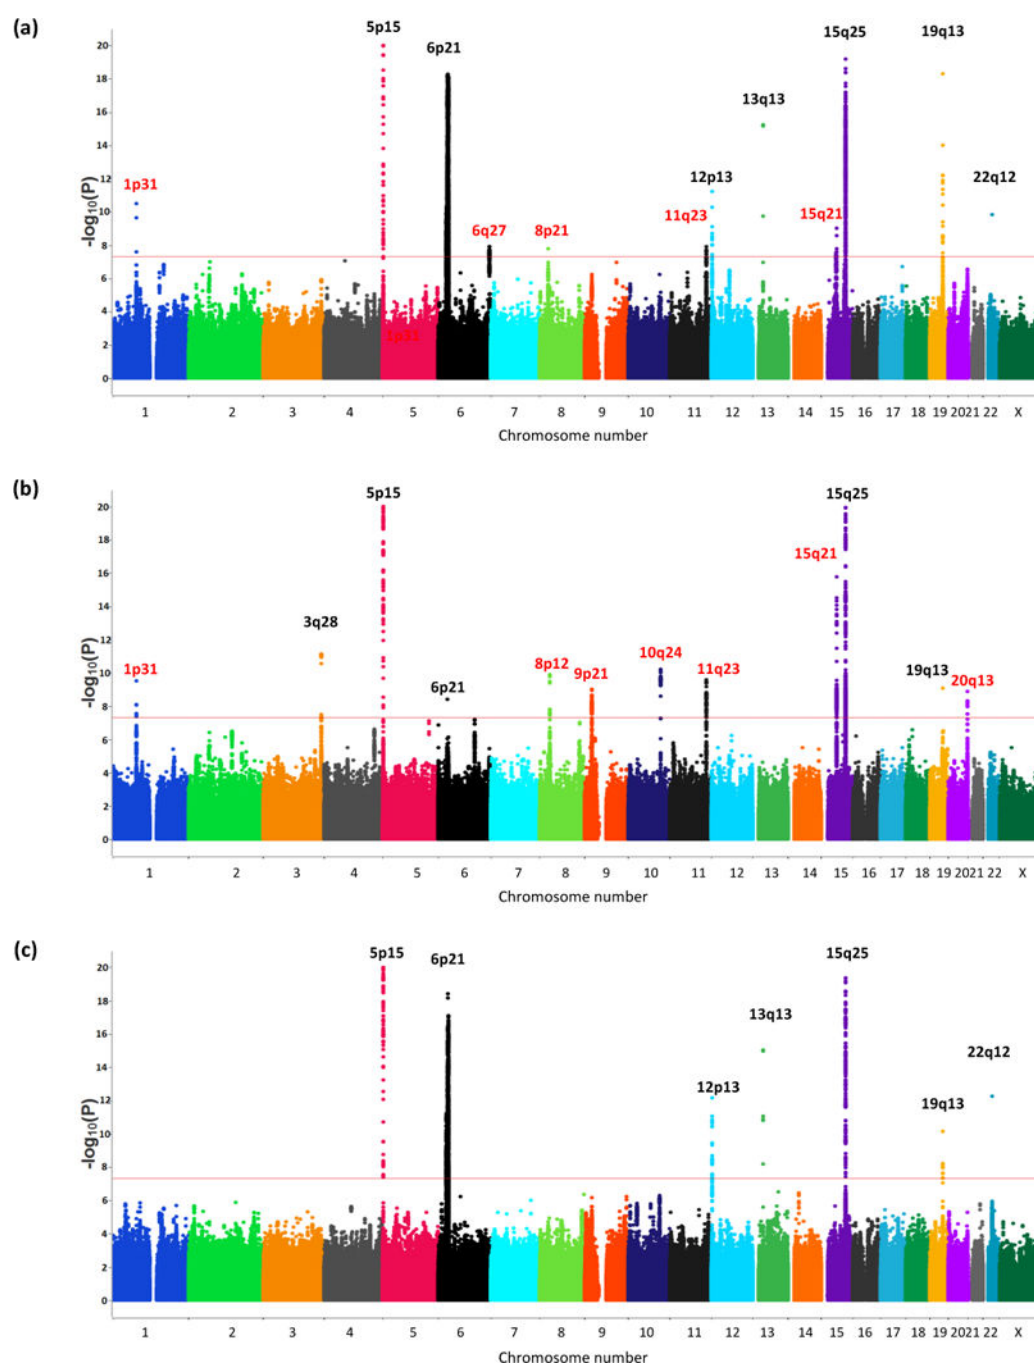 (a)
5p15
6p21
15q25
19q13
13q13
12p13
22q12
1p31
6q27
8p21
11q23
15q21
1p31
-log10(P)
20
18
16
14
12
10
8
6
4
2
0
1 2 3 4 5 6 7 8 9 10 11 12 13 14 15 16 17 18 19 20 21 22 X
Chromosome number
(b)
5p15
15q25
15q21
3q28
1p31
6p21
8p12
9p21
10q24
11q23
19q13
20q13
-log10(P)
20
18
16
14
12
10
8
6
4
2
0
1 2 3 4 5 6 7 8 9 10 11 12 13 14 15 16 17 18 19 20 21 22 X
Chromosome number
(c)
5p15
6p21
15q25
13q13
22q12
12p13
19q13
-log10(P)
20
18
16
14
12
10
8
6
4
2
0
1 2 3 4 5 6 7 8 9 10 11 12 13 14 15 16 17 18 19 20 21 22 X
Chromosome number